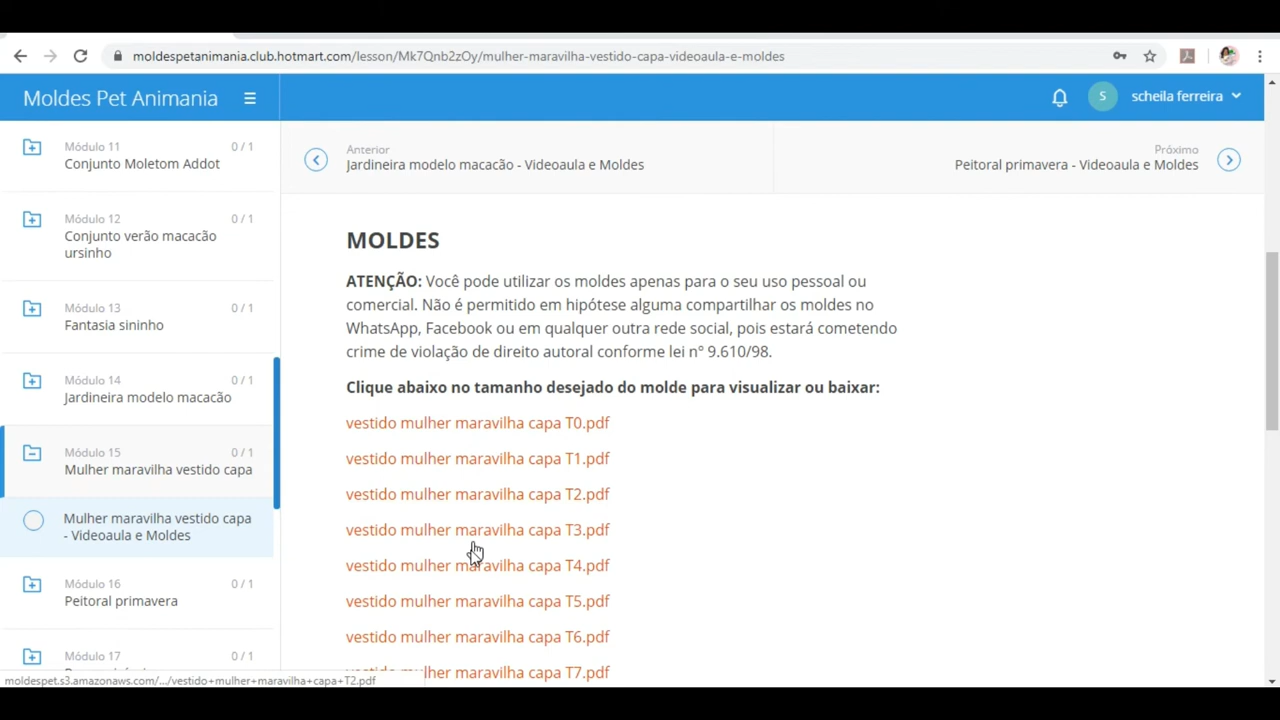 moldespetanimania.club.hotmart.com/lesson/Mk7Qnb2zOy/mulher-maravilha-vestido-capa-videoaula-e-moldes
Moldes Pet Animania
S
scheila ferreira
Módulo 11
0 / 1
Conjunto Moletom Addot
Módulo 12
0 / 1
Conjunto verão macacão
ursinho
Módulo 13
0 / 1
Fantasia sininho
Módulo 14
0 / 1
Jardineira modelo macacão
Módulo 15
0 / 1
Mulher maravilha vestido capa
Mulher maravilha vestido capa
- Videoaula e Moldes
Módulo 16
0 / 1
Peitoral primavera
Módulo 17
0 / 1
Anterior
Jardineira modelo macacão - Videoaula e Moldes
Próximo
Peitoral primavera - Videoaula e Moldes
MOLDES
ATENÇÃO: Você pode utilizar os moldes apenas para o seu uso pessoal ou
comercial. Não é permitido em hipótese alguma compartilhar os moldes no
WhatsApp, Facebook ou em qualquer outra rede social, pois estará cometendo
crime de violação de direito autoral conforme lei nº 9.610/98.
Clique abaixo no tamanho desejado do molde para visualizar ou baixar:
vestido mulher maravilha capa T0.pdf
vestido mulher maravilha capa T1.pdf
vestido mulher maravilha capa T2.pdf
vestido mulher maravilha capa T3.pdf
vestido mulher maravilha capa T4.pdf
vestido mulher maravilha capa T5.pdf
vestido mulher maravilha capa T6.pdf
vestido mulher maravilha capa T7.pdf
moldespet.s3.amazonaws.com/.../vestido+mulher+maravilha+capa+T2.pdf